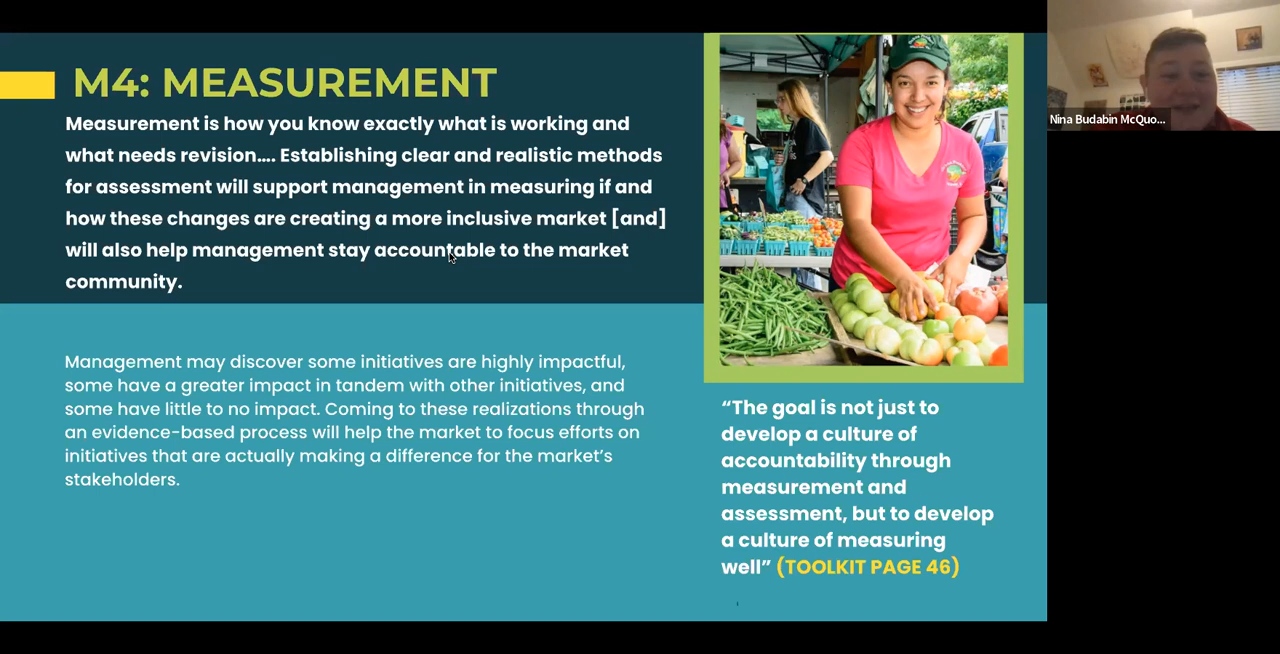 M4: MEASUREMENT
Measurement is how you know exactly what is working and
what needs revision.... Establishing clear and realistic methods
for assessment will support management in measuring if and
how these changes are creating a more inclusive market [and]
will also help management stay accountable to the market
community.
Management may discover some initiatives are highly impactful,
some have a greater impact in tandem with other initiatives, and
some have little to no impact. Coming to these realizations through
an evidence-based process will help the market to focus efforts on
initiatives that are actually making a difference for the market’s
stakeholders.
“The goal is not just to
develop a culture of
accountability through
measurement and
assessment, but to develop
a culture of measuring
well” (TOOLKIT PAGE 46)
Nina Budabin McQuo...